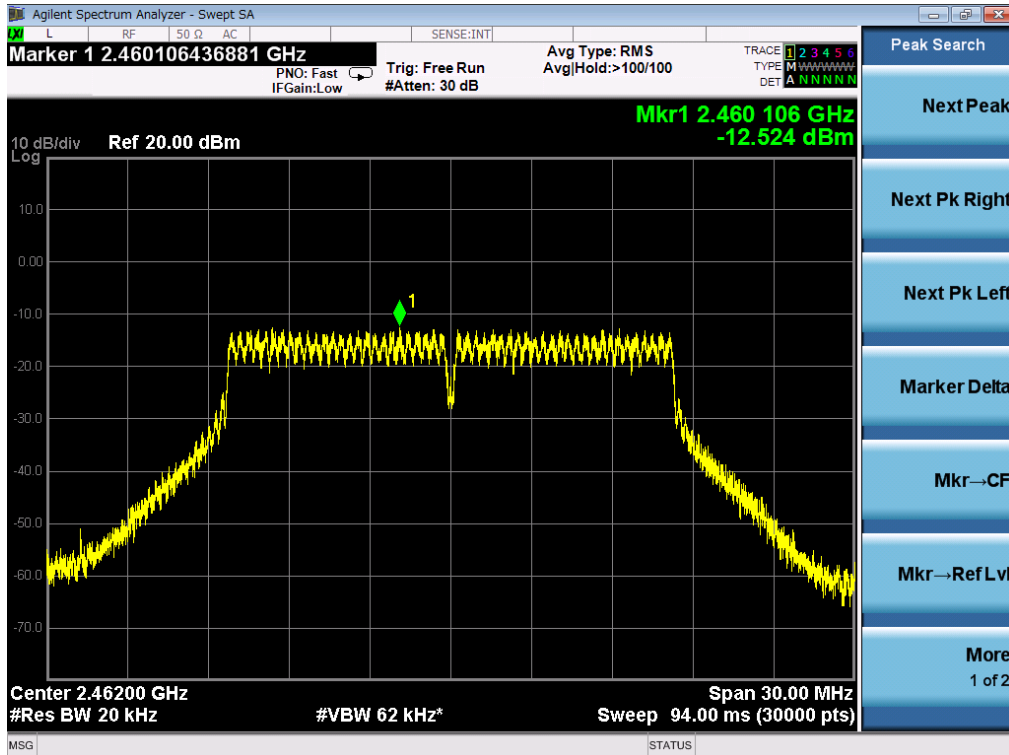 Agilent Spectrum Analyzer - Swept SA
LXI L RF 50 Ω AC SENSE:INT
Marker 1 2.460106436881 GHz
PNO: Fast
IFGain:Low
Trig: Free Run
#Atten: 30 dB
Avg Type: RMS
Avg|Hold:>100/100
TRACE 1 2 3 4 5 6
TYPE M WWWWW
DET A N N N N N
Peak Search
Mkr1 2.460 106 GHz
-12.524 dBm
10 dB/div Ref 20.00 dBm
Log
10.0
0.00
-10.0
-20.0
-30.0
-40.0
-50.0
-60.0
-70.0
1
Center 2.46200 GHz Span 30.00 MHz
#Res BW 20 kHz #VBW 62 kHz* Sweep 94.00 ms (30000 pts)
MSG STATUS
Next Peak
Next Pk Right
Next Pk Left
Marker Delta
Mkr→CF
Mkr→Ref Lvl
More
1 of 2